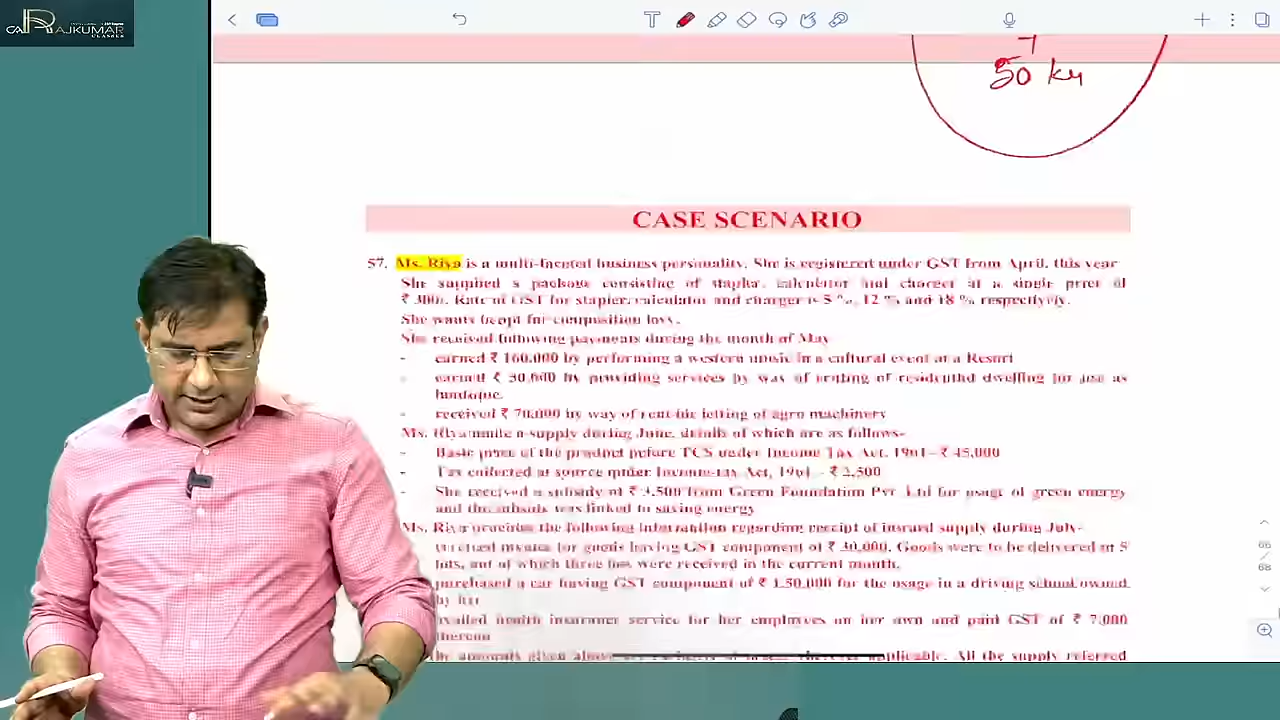 CA RAJKUMAR
CLASSES
50 Kg
CASE SCENARIO
57. Ms. Riya is a multi-faceted business personality. She is registered under GST from April, this year
She supplied a package consisting of stapler, calculator and charger at a single price of
₹ 300. Rate of GST for stapler, calculator and charger is 5 %, 12 % and 18 % respectively.
She wants to opt for composition levy.
She received following payments during the month of May
- earned ₹ 160,000 by performing a western music in a cultural event at a Resort
- earned ₹ by providing services by way of renting of residential dwelling for use as
- received ₹ 70,000 by way of rent for letting of agro machinery
Ms. Riya made a supply during June, details of which are as follows-
- Basic price of the product before TCS under Income Tax Act, 1961 - ₹ 45,000
- Tax collected at source under Income-tax Act, 1961 - ₹ 2,500
- She received a subsidy of ₹ 3,500 from Green Foundation Pvt. Ltd for usage of green energy
and the subsidy was linked to saving energy
Ms. Riya provides the following information regarding receipt of inward supply during July-
received invoice for goods having GST component of ₹ Goods were to be delivered in 5
lots, out of which three lots were received in the current month.
purchased a car having GST component of ₹ 1,50,000 for the usage in a driving school owned
by her
availed health insurance service for her employees on her own and paid GST of ₹ 7,000
thereon
amounts given above applicable. All the supply referred